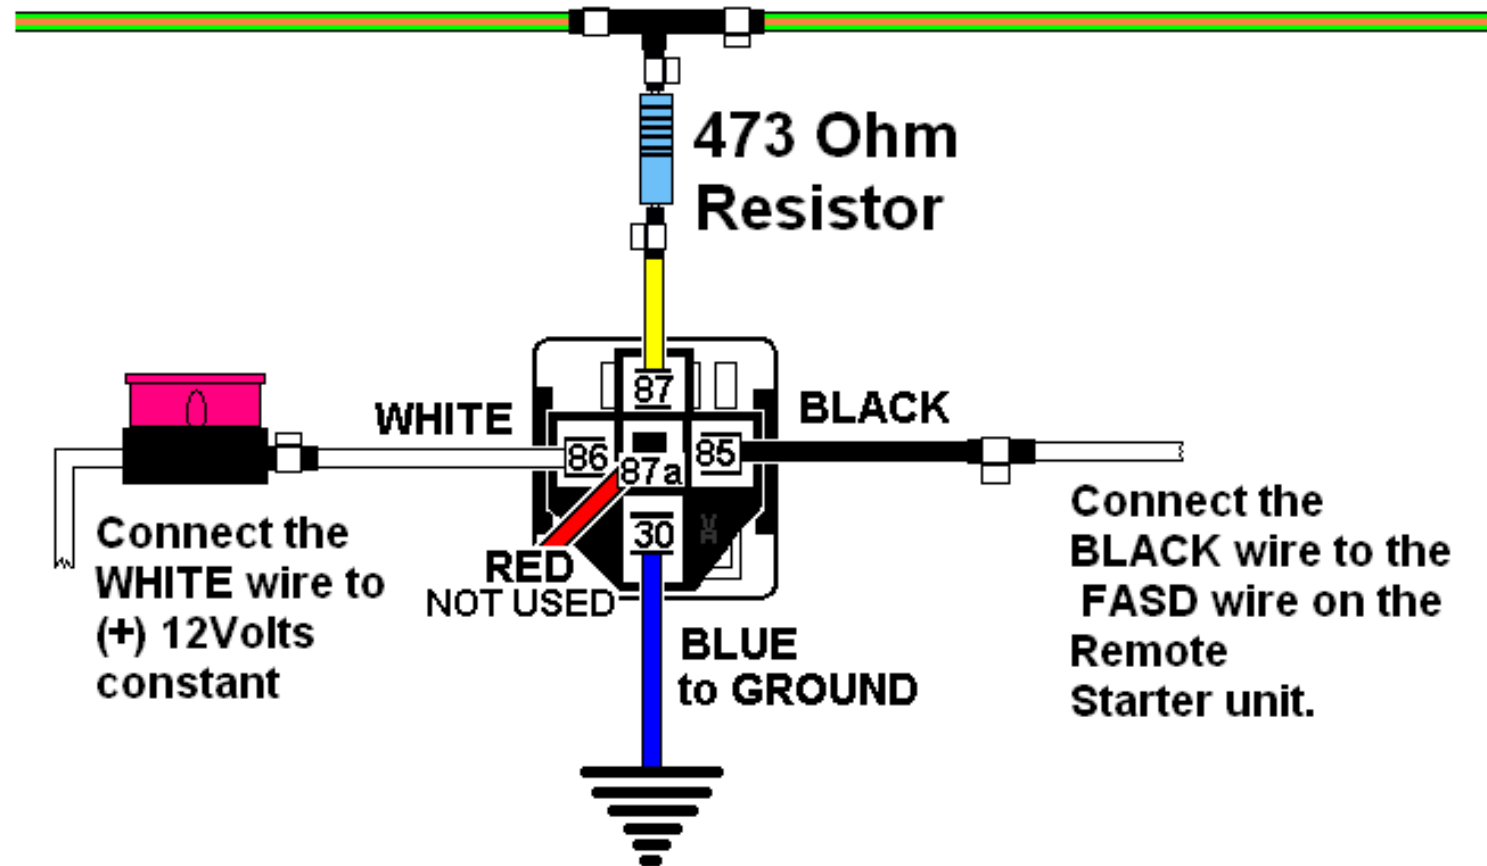 473 Ohm
Resistor
87
WHITE
BLACK
86
87a
85
30
RED
NOT USED
Connect the
WHITE wire to
(+) 12Volts
constant
BLUE
to GROUND
Connect the
BLACK wire to the
FASD wire on the
Remote
Starter unit.